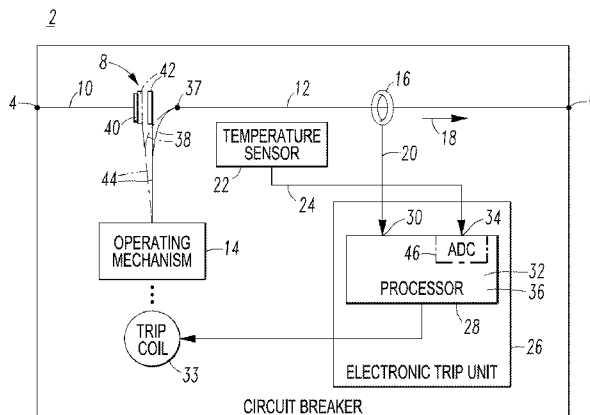 2
8
42
37
16
4
10
12
40
38
18
TEMPERATURE
SENSOR
20
44
22
24
30
34
OPERATING
MECHANISM
14
46
ADC
32
36
PROCESSOR
28
TRIP
COIL
33
26
ELECTRONIC TRIP UNIT
CIRCUIT BREAKER